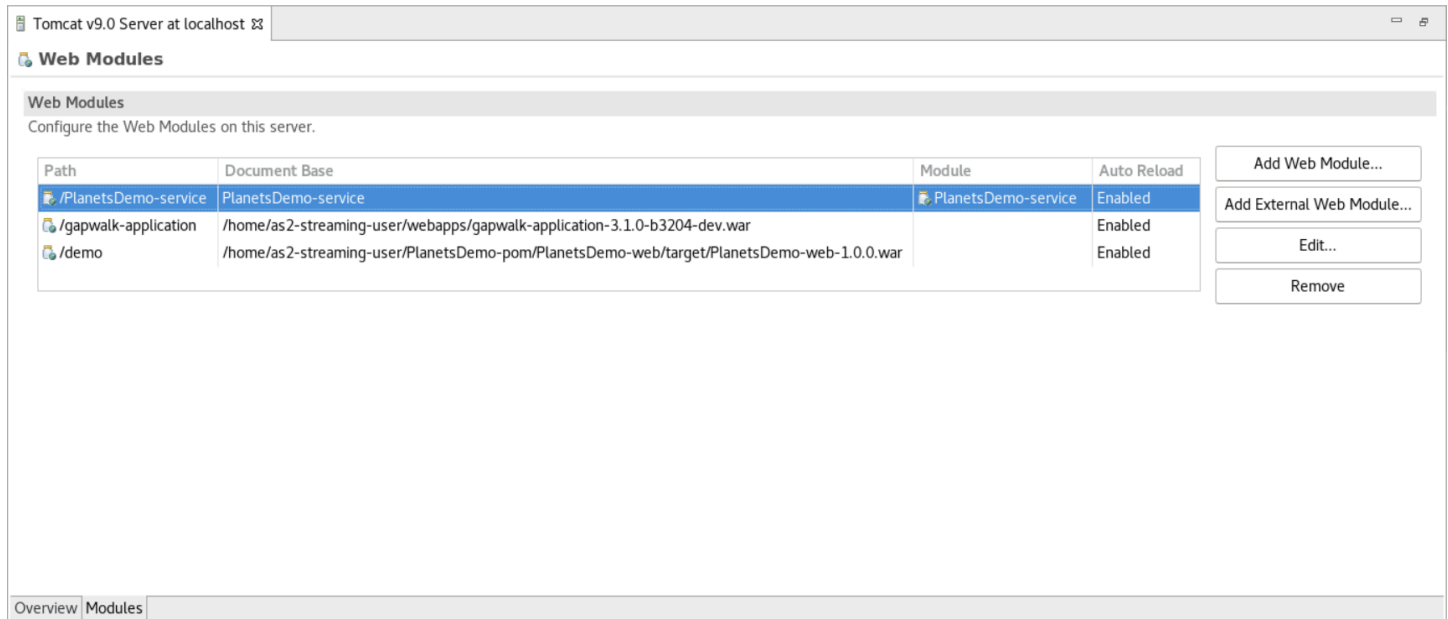 Tomcat v9.0 Server at localhost
Web Modules
Web Modules
Configure the Web Modules on this server.
Path Document Base Module Auto Reload
/PlanetsDemo-service PlanetsDemo-service PlanetsDemo-service Enabled
/gapwalk-application /home/as2-streaming-user/webapps/gapwalk-application-3.1.0-b3204-dev.war Enabled
/demo /home/as2-streaming-user/PlanetsDemo-pom/PlanetsDemo-web/target/PlanetsDemo-web-1.0.0.war Enabled
Add Web Module...
Add External Web Module...
Edit...
Remove
Overview Modules